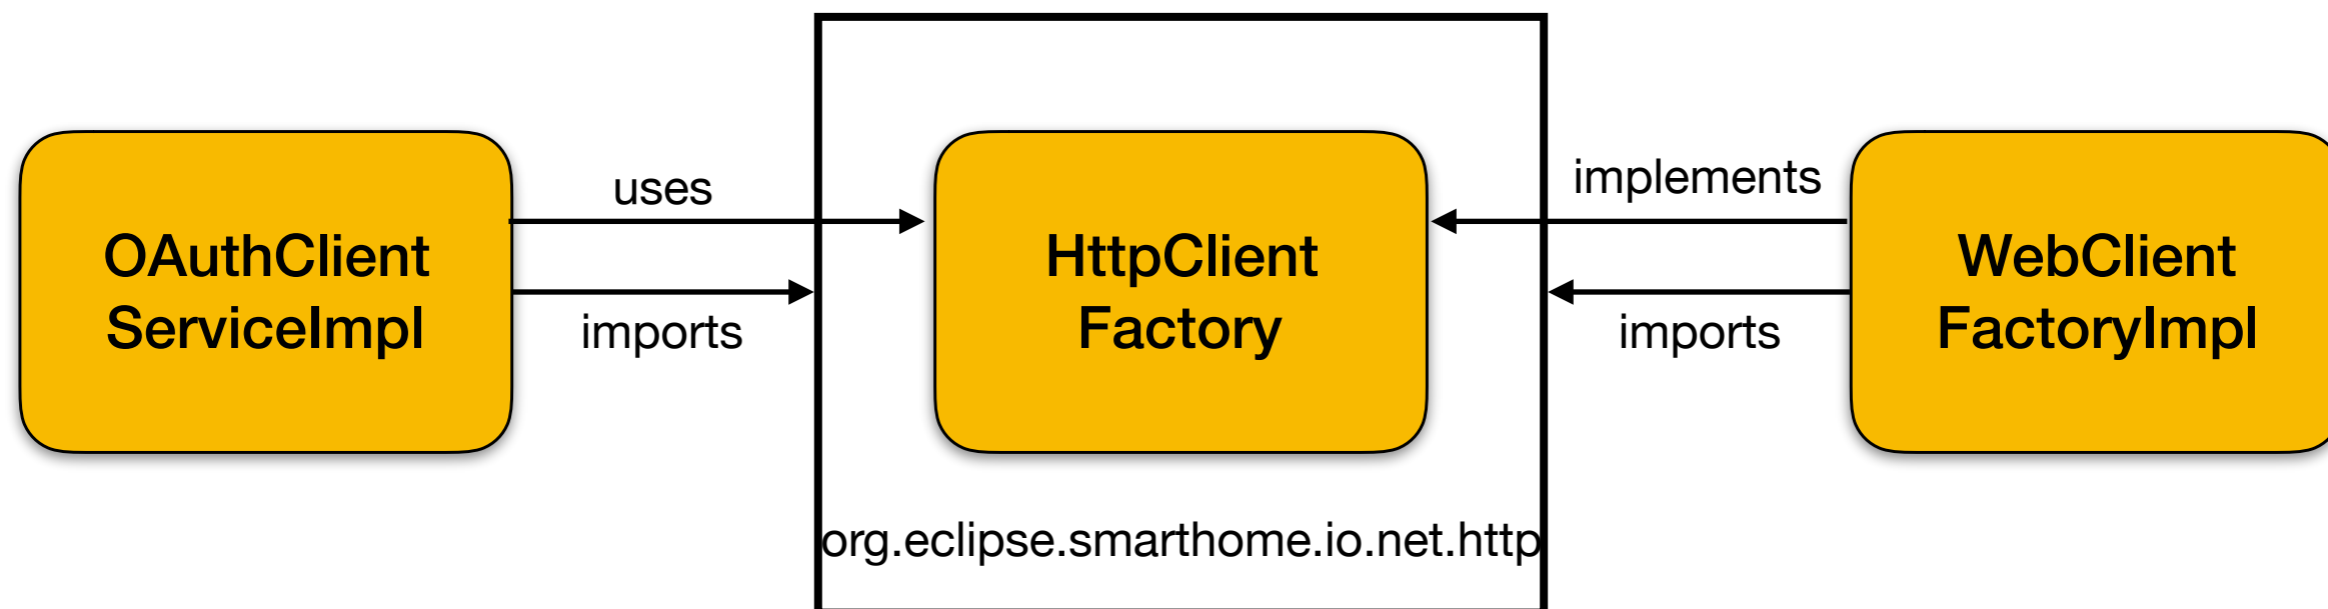 OAuthClient
ServiceImpl
uses
imports
HttpClient
Factory
org.eclipse.smarthome.io.net.http
implements
imports
WebClient
FactoryImpl